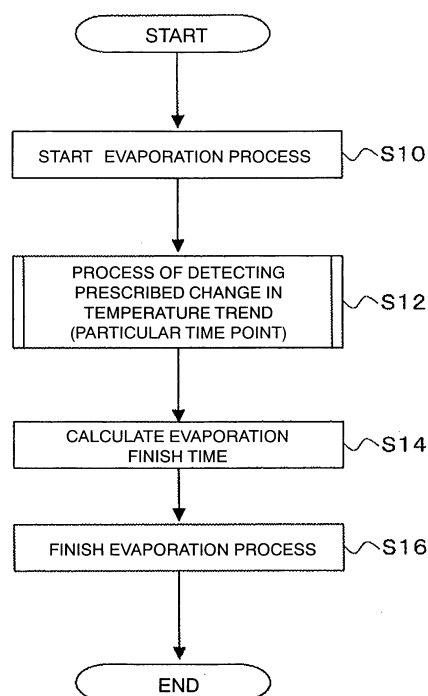 START
START EVAPORATION PROCESS
S10
PROCESS OF DETECTING
PRESCRIBED CHANGE IN
TEMPERATURE TREND
(PARTICULAR TIME POINT)
S12
CALCULATE EVAPORATION
FINISH TIME
S14
FINISH EVAPORATION PROCESS
S16
END